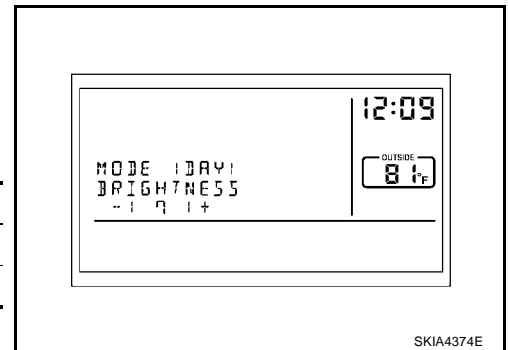 12:09
OUTSIDE
81°F
MODE (DAY)
BRIGHTNESS
-( 7 )+
SKIA4374E